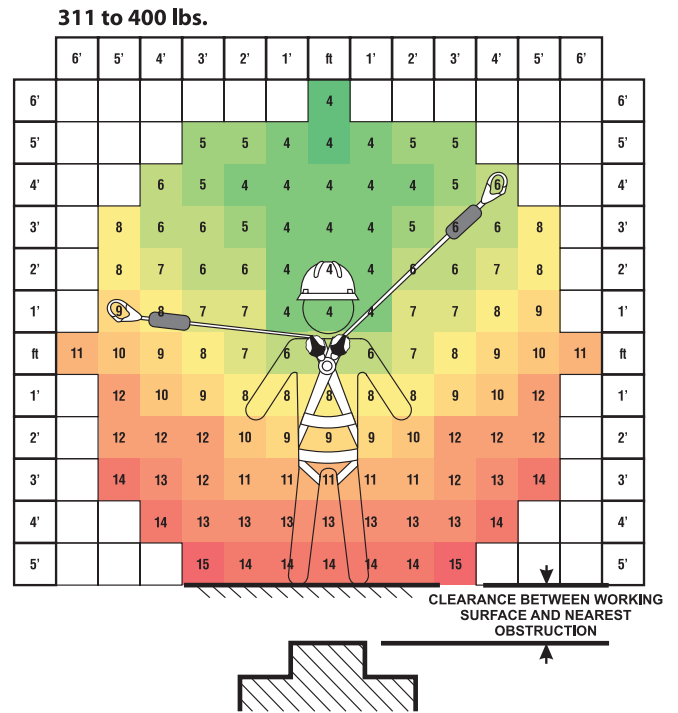 311 to 400 lbs.
6' 5' 4' 3' 2' 1' ft 1' 2' 3' 4' 5' 6'
6' 4 6'
5' 5 5 4 4 4 5 5 5'
4' 6 5 4 4 4 4 4 5 6 4'
3' 8 6 6 5 4 4 4 5 6 6 8 3'
2' 8 7 6 6 4 4 4 6 6 7 8 2'
1' 9 8 7 7 4 4 4 7 7 8 9 1'
ft 11 10 9 8 7 6 6 7 8 9 10 11 ft
1' 12 10 9 8 8 8 8 8 9 10 12 1'
2' 12 12 12 10 9 9 9 10 12 12 12 2'
3' 14 13 12 11 11 11 11 11 12 13 14 3'
4' 14 13 13 13 13 13 13 13 14 4'
5' 15 14 14 14 14 14 15 5'
CLEARANCE BETWEEN WORKING
SURFACE AND NEAREST
OBSTRUCTION